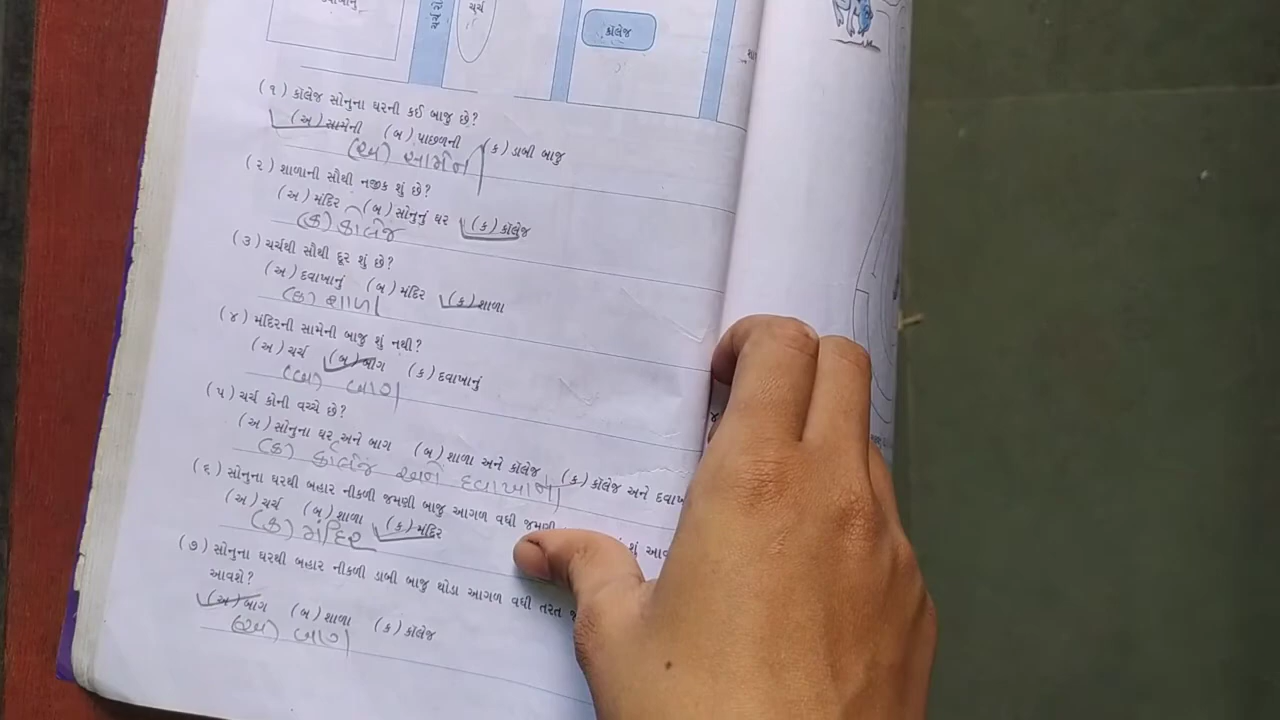 ચર્ચ
કૉલેજ
(૧) કૉલેજ સોનુના ઘરની કઈ બાજુ છે?
(અ) સામેની (બ) પાછળની (ક) ડાબી બાજુ
(અ) સામેન
(૨) શાળાની સૌથી નજીક શું છે?
(અ) મંદિર (બ) સોનુનું ઘર (ક) કૉલેજ
(ક) કોલેજ
(૩) ચર્ચથી સૌથી દૂર શું છે?
(અ) દવાખાનું (બ) મંદિર (ક) શાળા
(ક) શાળા
(૪) મંદિરની સામેની બાજુ શું નથી?
(અ) ચર્ચ (બ) બાગ (ક) દવાખાનું
(બ) બાગ
(૫) ચર્ચ કોની વચ્ચે છે?
(અ) સોનુના ઘર અને બાગ (બ) શાળા અને કૉલેજ (ક) કૉલેજ અને
(ક) કોલેજ અને દવાખાના
(૬) સોનુના ઘરથી બહાર નીકળી જમણી બાજુ આગળ વધી જમણી શું
(અ) ચર્ચ (બ) શાળા (ક) મંદિર
(ક) મંદિર
(૭) સોનુના ઘરથી બહાર નીકળી ડાબી બાજુ થોડા આગળ વધી તરત
આવશે?
(અ) બાગ (બ) શાળા (ક) કૉલેજ
(અ) બાગ
૪